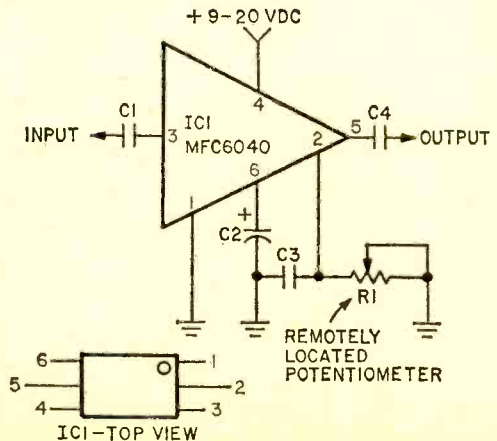 +9-20 VDC
C1
INPUT
3
IC1
MFC6040
4
2
5
C4
OUTPUT
1
6
+
C2
C3
R1
REMOTELY
LOCATED
POTENTIOMETER
6
1
5
2
4
3
IC1-TOP VIEW